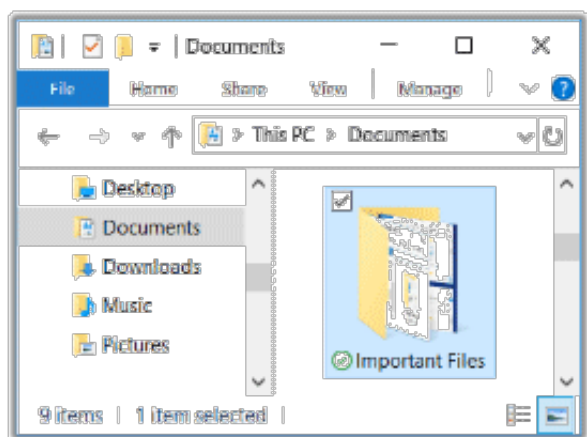 Documents
File Home Share View Manage ?
This PC Documents
Desktop
Documents
Downloads
Music
Pictures
Important Files
9 items 1 item selected